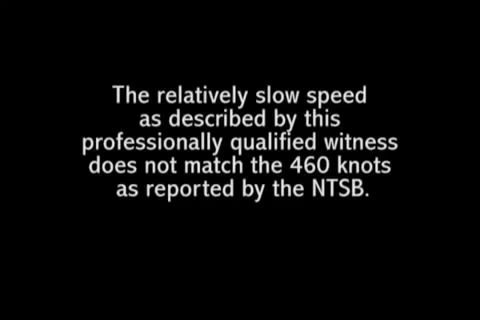 The relatively slow speed
as described by this
professionally qualified witness
does not match the 460 knots
as reported by the NTSB.